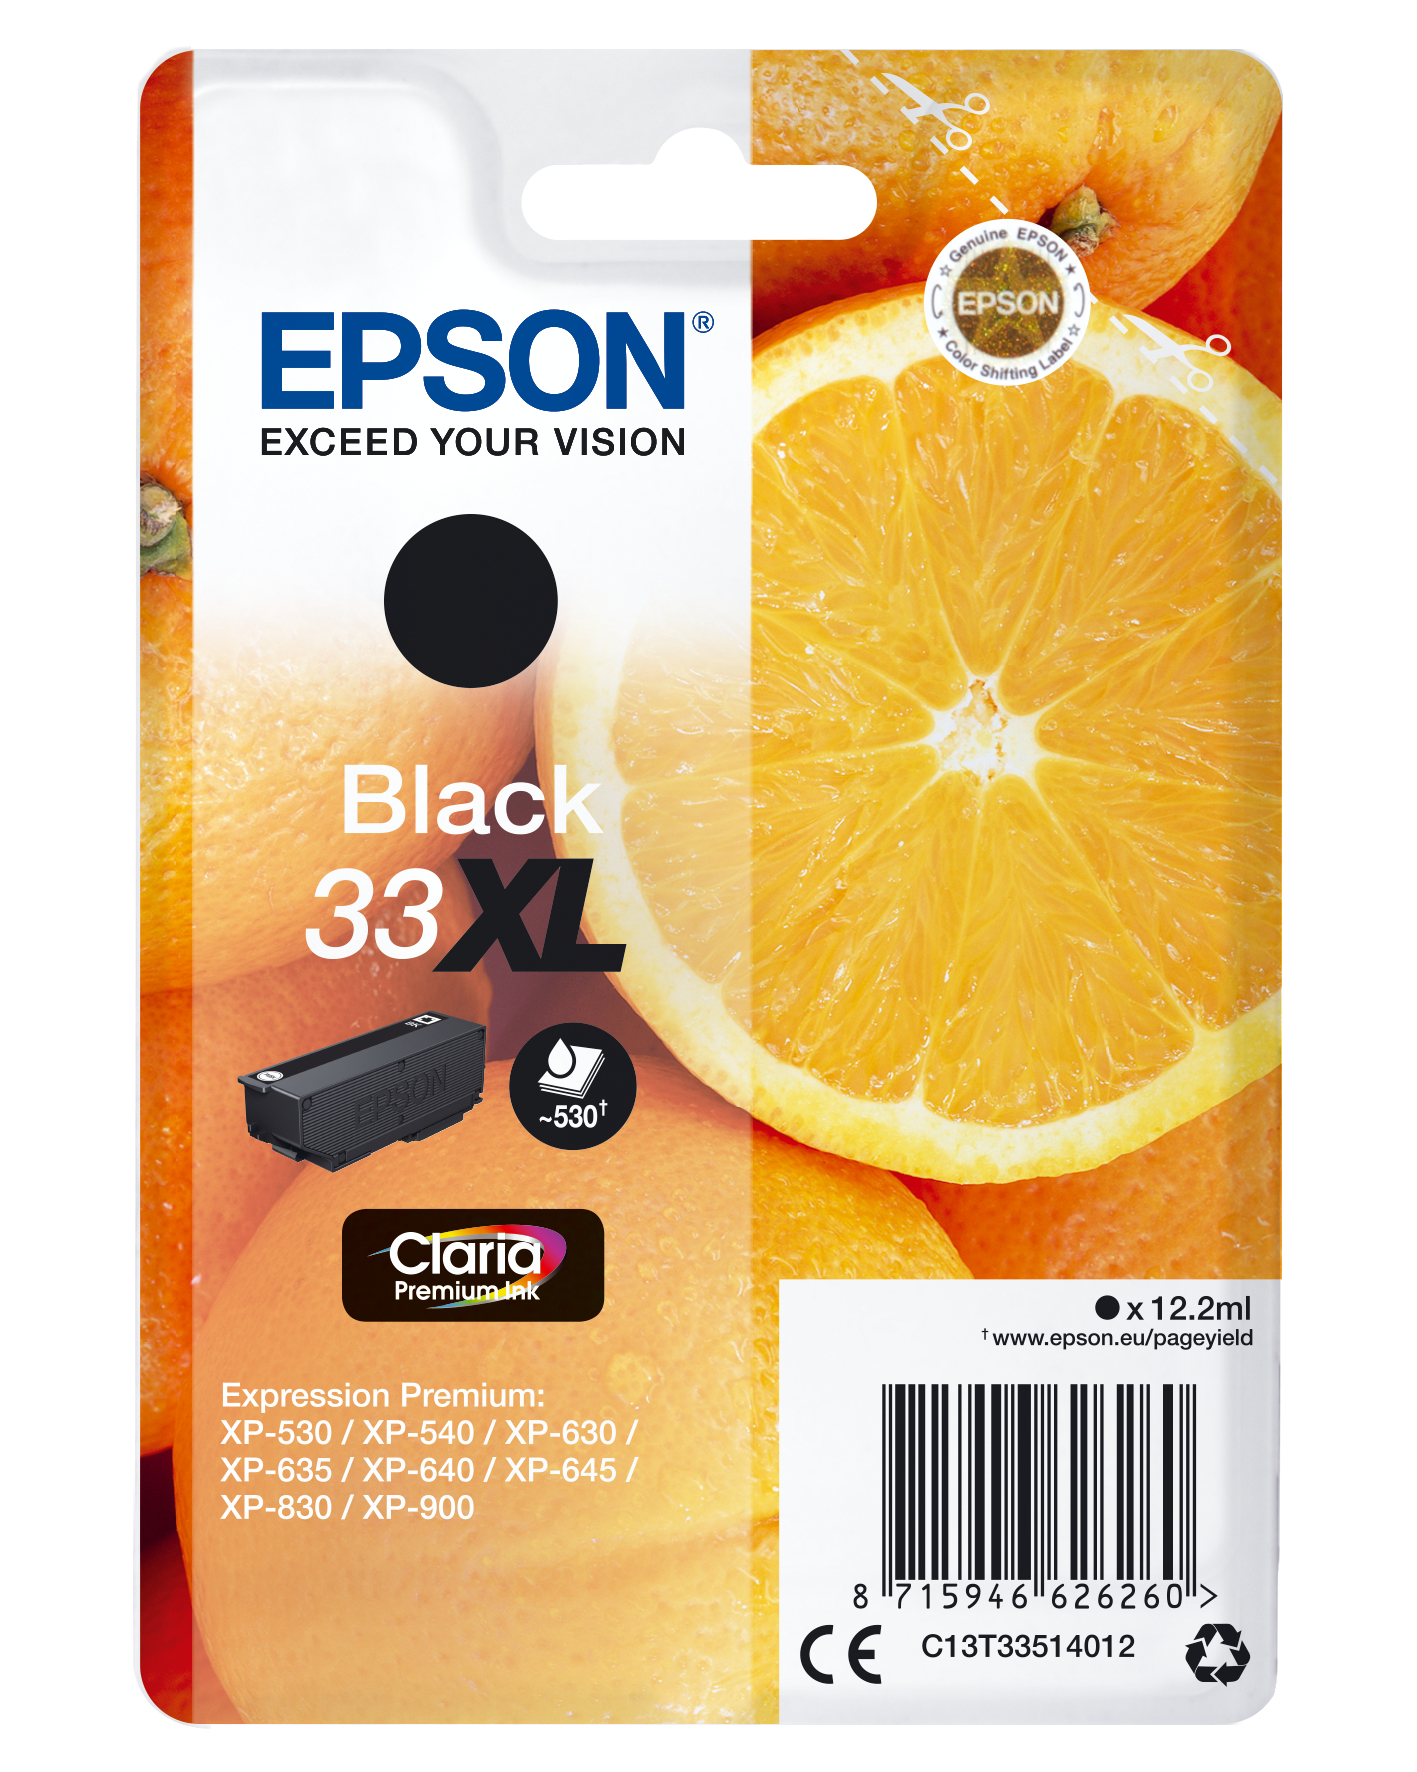 Genuine EPSON
EPSON
Color Shifting Label
EPSON®
EXCEED YOUR VISION
Black
33XL
BK
EPSON
~530†
Claria
Premium Ink
x 12.2ml
† www.epson.eu/pageyield
Expression Premium:
XP-530 / XP-540 / XP-630 /
XP-635 / XP-640 / XP-645 /
XP-830 / XP-900
8 715946 626260 >
CE
C13T33514012